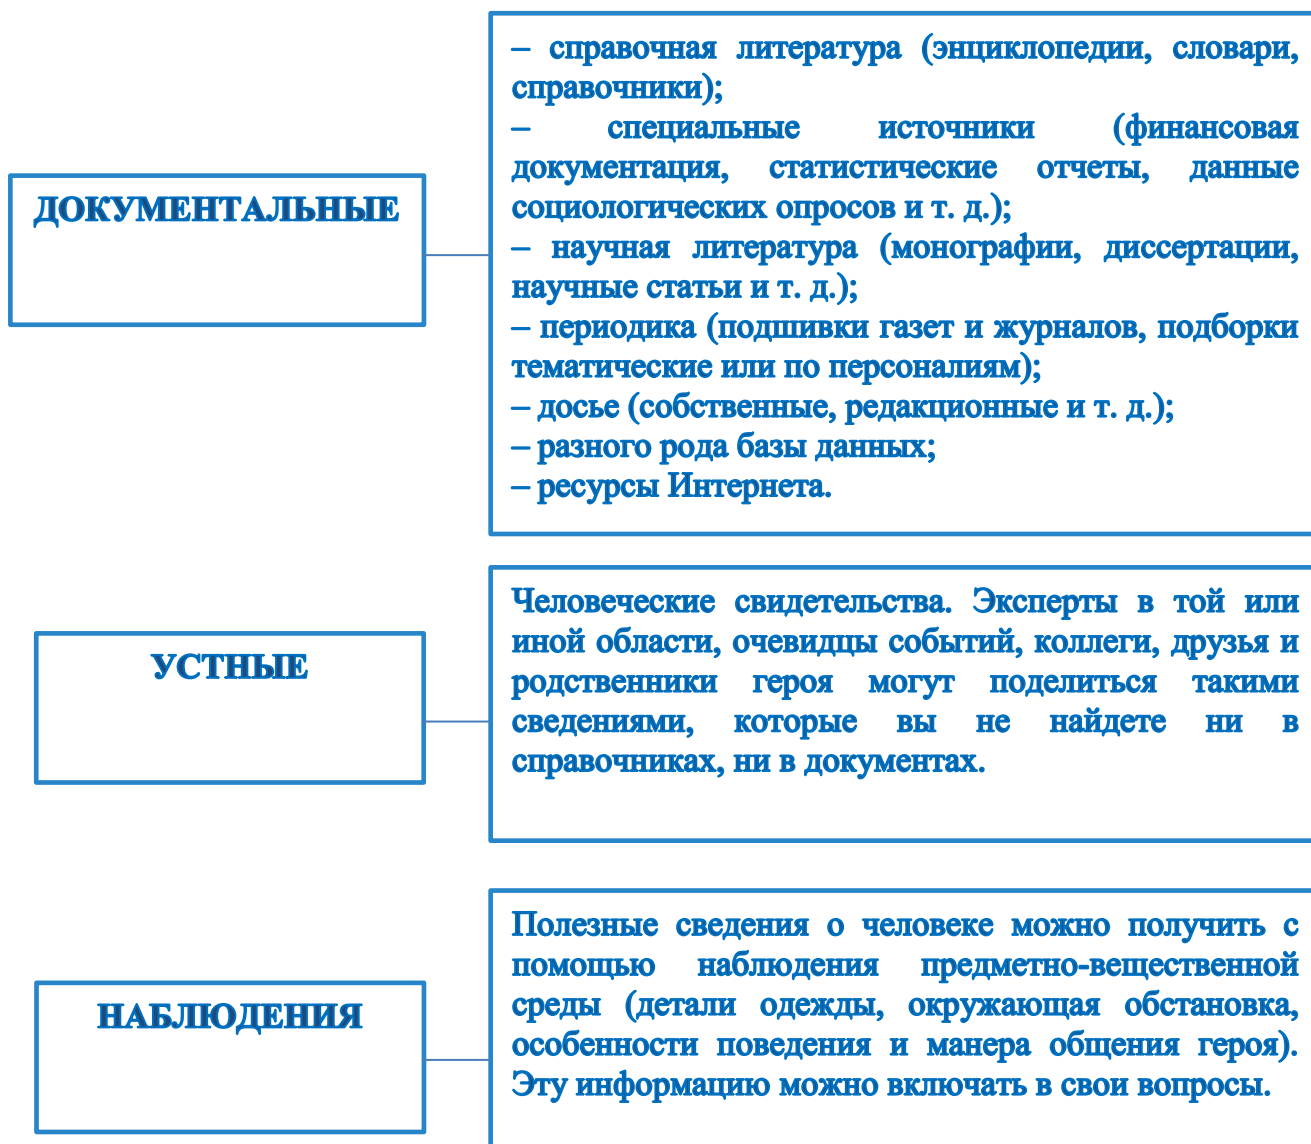 ДОКУМЕНТАЛЬНЫЕ
– справочная литература (энциклопедии, словари,
справочники);
– специальные источники (финансовая
документация, статистические отчеты, данные
социологических опросов и т. д.);
– научная литература (монографии, диссертации,
научные статьи и т. д.);
– периодика (подшивки газет и журналов, подборки
тематические или по персоналиям);
– досье (собственные, редакционные и т. д.);
– разного рода базы данных;
– ресурсы Интернета.
УСТНЫЕ
Человеческие свидетельства. Эксперты в той или
иной области, очевидцы событий, коллеги, друзья и
родственники героя могут поделиться такими
сведениями, которые вы не найдете ни в
справочниках, ни в документах.
НАБЛЮДЕНИЯ
Полезные сведения о человеке можно получить с
помощью наблюдения предметно-вещественной
среды (детали одежды, окружающая обстановка,
особенности поведения и манера общения героя).
Эту информацию можно включать в свои вопросы.